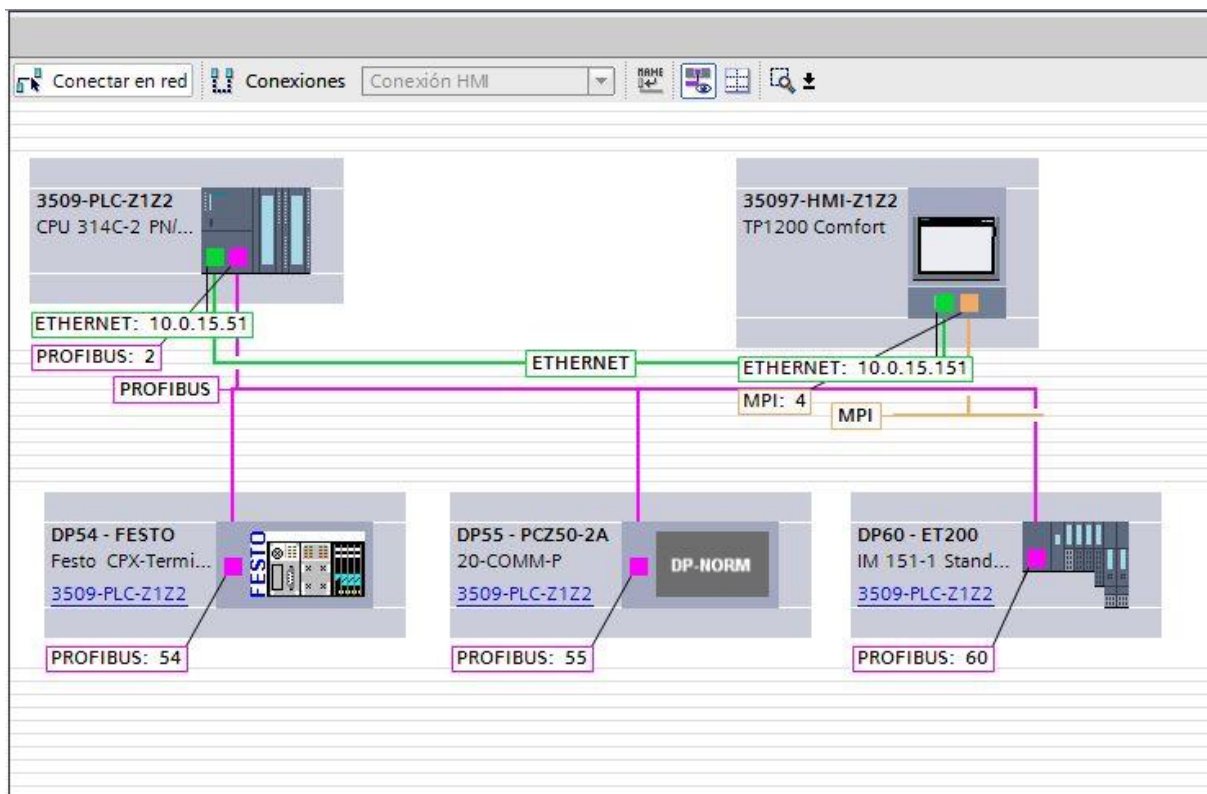 Conectar en red
Conexiones
Conexión HMI
NAME
3509-PLC-Z1Z2
CPU 314C-2 PN/...
35097-HMI-Z1Z2
TP1200 Comfort
ETHERNET: 10.0.15.51
PROFIBUS: 2
ETHERNET
ETHERNET: 10.0.15.151
PROFIBUS
MPI: 4
MPI
DP54 - FESTO
Festo CPX-Termi...
3509-PLC-Z1Z2
FESTO
PROFIBUS: 54
DP55 - PCZ50-2A
20-COMM-P
3509-PLC-Z1Z2
DP-NORM
PROFIBUS: 55
DP60 - ET200
IM 151-1 Stand...
3509-PLC-Z1Z2
PROFIBUS: 60